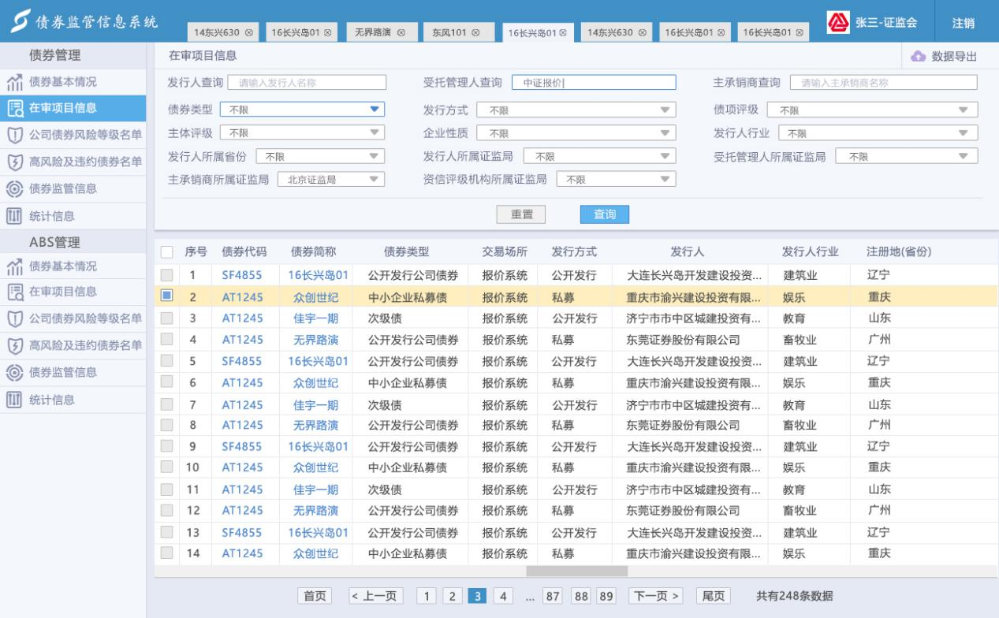 债券监管信息系统
14东兴630 16长兴岛01 无界路演 东风101 16长兴岛01 14东兴630 16长兴岛01 16长兴岛01
张三-证监会 注销
债券管理
债券基本情况
在审项目信息
公司债券风险等级名单
高风险及违约债券名单
债券监管信息
统计信息
ABS管理
债券基本情况
在审项目信息
公司债券风险等级名单
高风险及违约债券名单
债券监管信息
统计信息
在审项目信息 数据导出
发行人查询 请输入发行人名称 受托管理人查询 中证报价 主承销商查询 请输入主承销商名称
债券类型 不限 发行方式 不限 债项评级 不限
主体评级 不限 企业性质 不限 发行人行业 不限
发行人所属省份 不限 发行人所属证监局 不限 受托管理人所属证监局 不限
主承销商所属证监局 北京证监局 资信评级机构所属证监局 不限
重置 查询
序号 债券代码 债券简称 债券类型 交易场所 发行方式 发行人 发行人行业 注册地(省份)
1 SF4855 16长兴岛01 公开发行公司债券 报价系统 公开发行 大连长兴岛开发建设投资... 建筑业 辽宁
2 AT1245 众创世纪 中小企业私募债 报价系统 私募 重庆市渝兴建设投资有限... 娱乐 重庆
3 AT1245 佳宇一期 次级债 报价系统 公开发行 济宁市市中区城建投资有... 教育 山东
4 AT1245 无界路演 公开发行公司债券 报价系统 私募 东莞证券股份有限公司 畜牧业 广州
5 SF4855 16长兴岛01 公开发行公司债券 报价系统 公开发行 大连长兴岛开发建设投资... 建筑业 辽宁
6 AT1245 众创世纪 中小企业私募债 报价系统 私募 重庆市渝兴建设投资有限... 娱乐 重庆
7 AT1245 佳宇一期 次级债 报价系统 公开发行 济宁市市中区城建投资有... 教育 山东
8 AT1245 无界路演 公开发行公司债券 报价系统 私募 东莞证券股份有限公司 畜牧业 广州
9 SF4855 16长兴岛01 公开发行公司债券 报价系统 公开发行 大连长兴岛开发建设投资... 建筑业 辽宁
10 AT1245 众创世纪 中小企业私募债 报价系统 私募 重庆市渝兴建设投资有限... 娱乐 重庆
11 AT1245 佳宇一期 次级债 报价系统 公开发行 济宁市市中区城建投资有... 教育 山东
12 AT1245 无界路演 公开发行公司债券 报价系统 私募 东莞证券股份有限公司 畜牧业 广州
13 SF4855 16长兴岛01 公开发行公司债券 报价系统 公开发行 大连长兴岛开发建设投资... 建筑业 辽宁
14 AT1245 众创世纪 中小企业私募债 报价系统 私募 重庆市渝兴建设投资有限... 娱乐 重庆
首页 < 上一页 1 2 3 4 ... 87 88 89 下一页 > 尾页 共有248条数据